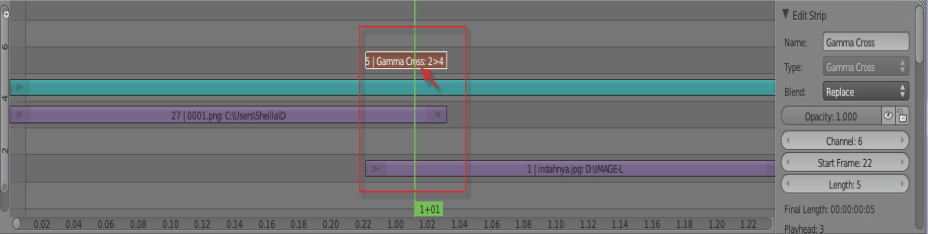 Edit Strip
Name: Gamma Cross
Type: Gamma Cross
Blend: Replace
Opacity: 1.000
Channel: 6
Start Frame: 22
Length: 5
Final Length: 00:00:00:05
Playhead: 3
6
5 | Gamma Cross: 2>4
4
27 | 0001.png: C:\Users\Sheilla\D
2
1 | indahnya.jpg: D:\IMAGE-L
1+01
0.02 0.04 0.06 0.08 0.10 0.12 0.14 0.16 0.18 0.20 0.22 1.00 1.02 1.04 1.06 1.08 1.10 1.12 1.14 1.16 1.18 1.20 1.22